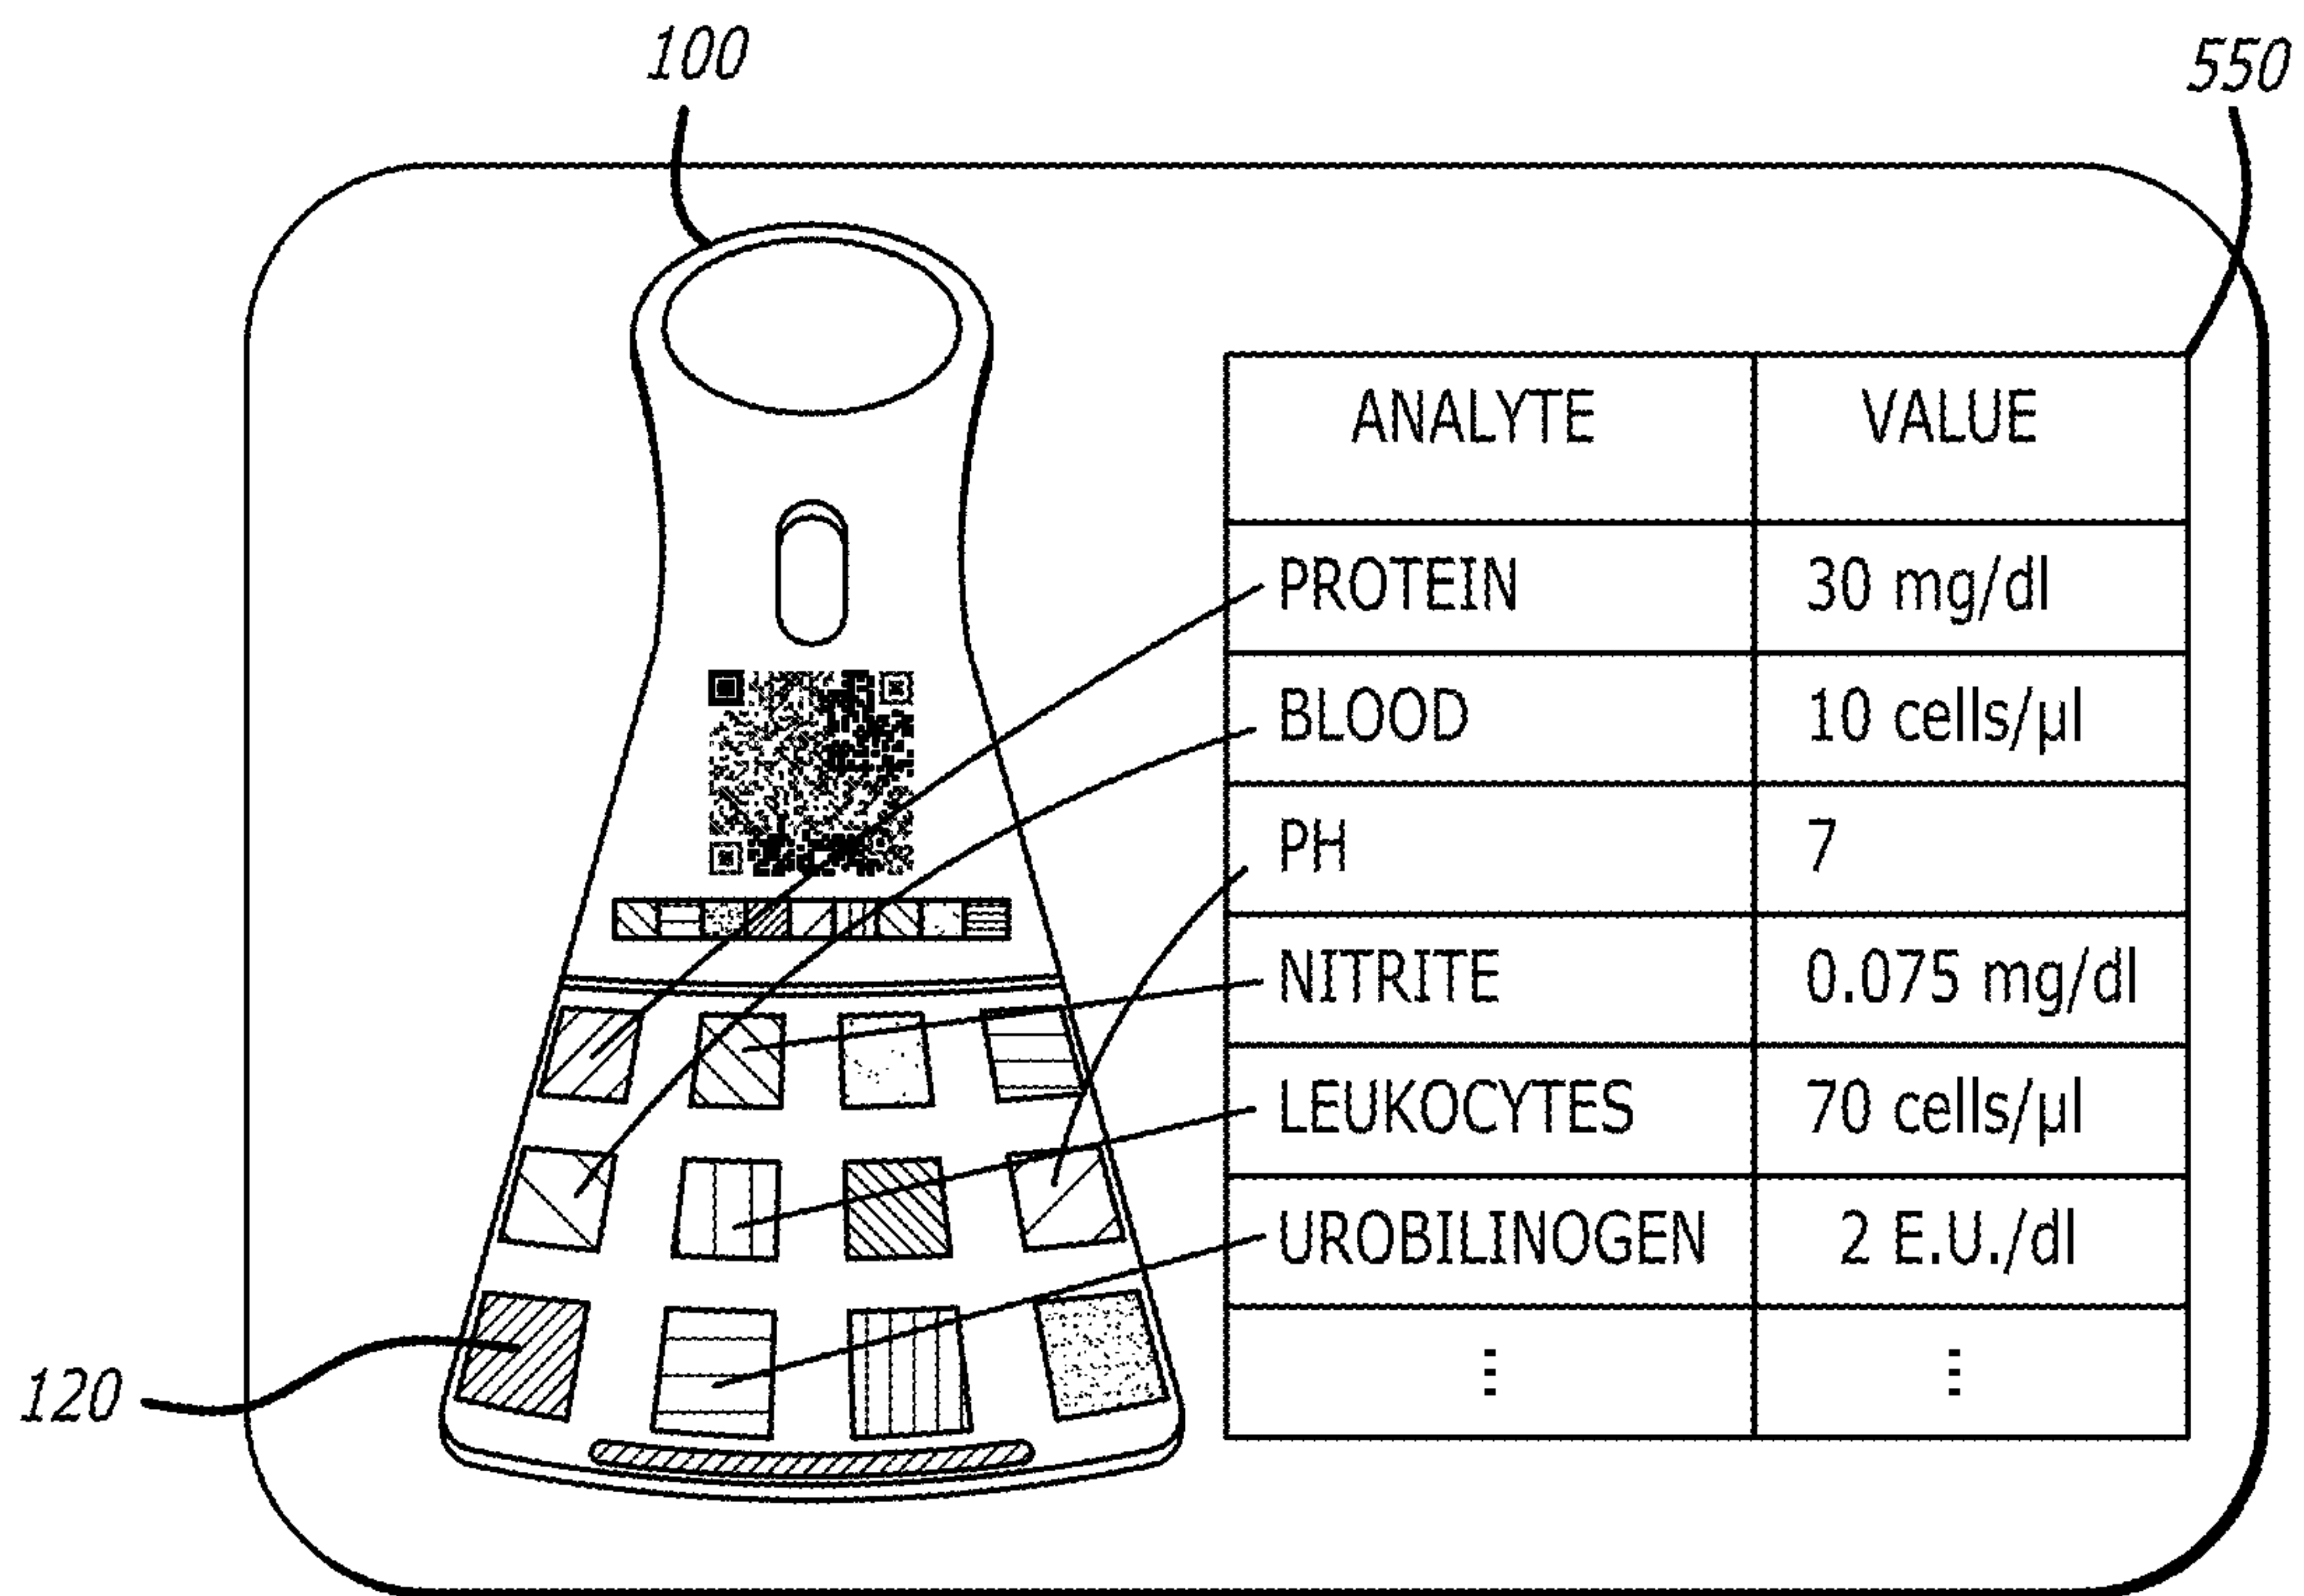 100
550
ANALYTE VALUE
PROTEIN 30 mg/dl
BLOOD 10 cells/µl
PH 7
NITRITE 0.075 mg/dl
LEUKOCYTES 70 cells/µl
UROBILINOGEN 2 E.U./dl
⋮ ⋮
120